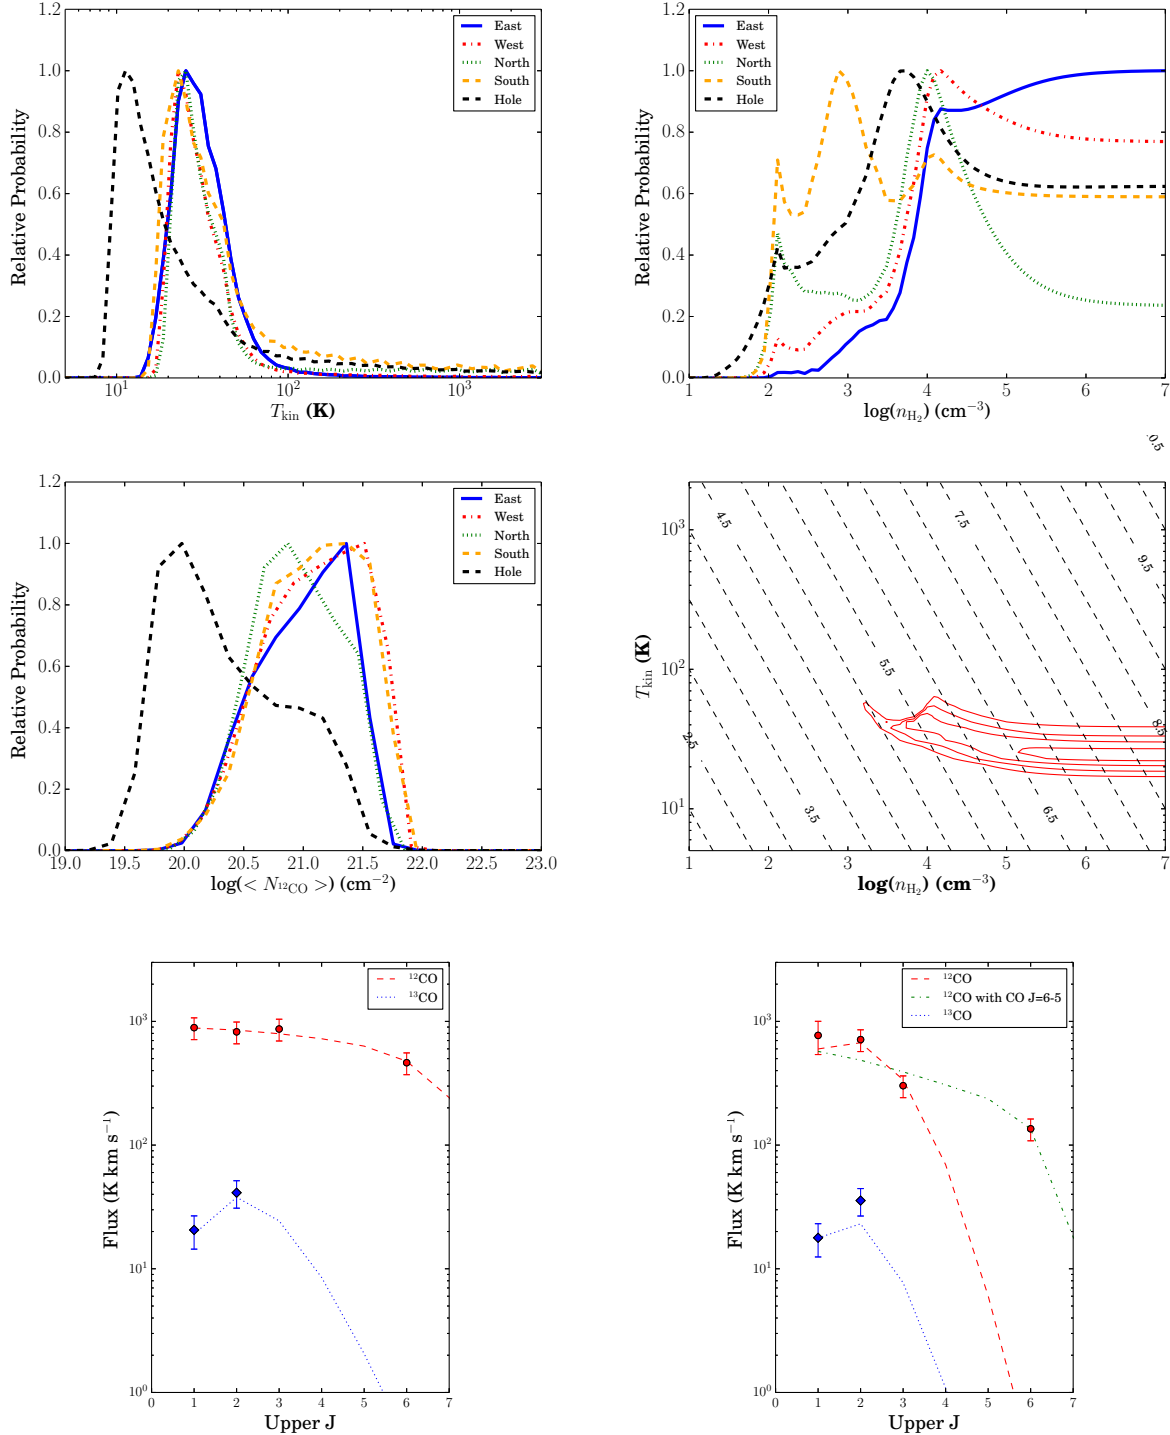 1.2
1.0
0.8
0.6
0.4
0.2
0.0
Relative Probability
10¹
10²
10³
T_kin (K)
East
West
North
South
Hole
1.2
1.0
0.8
0.6
0.4
0.2
0.0
Relative Probability
1 2 3 4 5 6 7
log(n_H₂) (cm⁻³)
East
West
North
South
Hole
1.2
1.0
0.8
0.6
0.4
0.2
0.0
Relative Probability
19.0 19.5 20.0 20.5 21.0 21.5 22.0 22.5 23.0
log(< N_¹²CO >) (cm⁻²)
East
West
North
South
Hole
10³
10²
10¹
T_kin (K)
1 2 3 4 5 6 7
log(n_H₂) (cm⁻³)
0.5
4.5
7.5
9.5
5.5
2.5
8.5
3.5
6.5
10³
10²
10¹
10⁰
Flux (K km s⁻¹)
0 1 2 3 4 5 6 7
Upper J
¹²CO
¹³CO
10³
10²
10¹
10⁰
Flux (K km s⁻¹)
0 1 2 3 4 5 6 7
Upper J
¹²CO
¹²CO with CO J=6-5
¹³CO